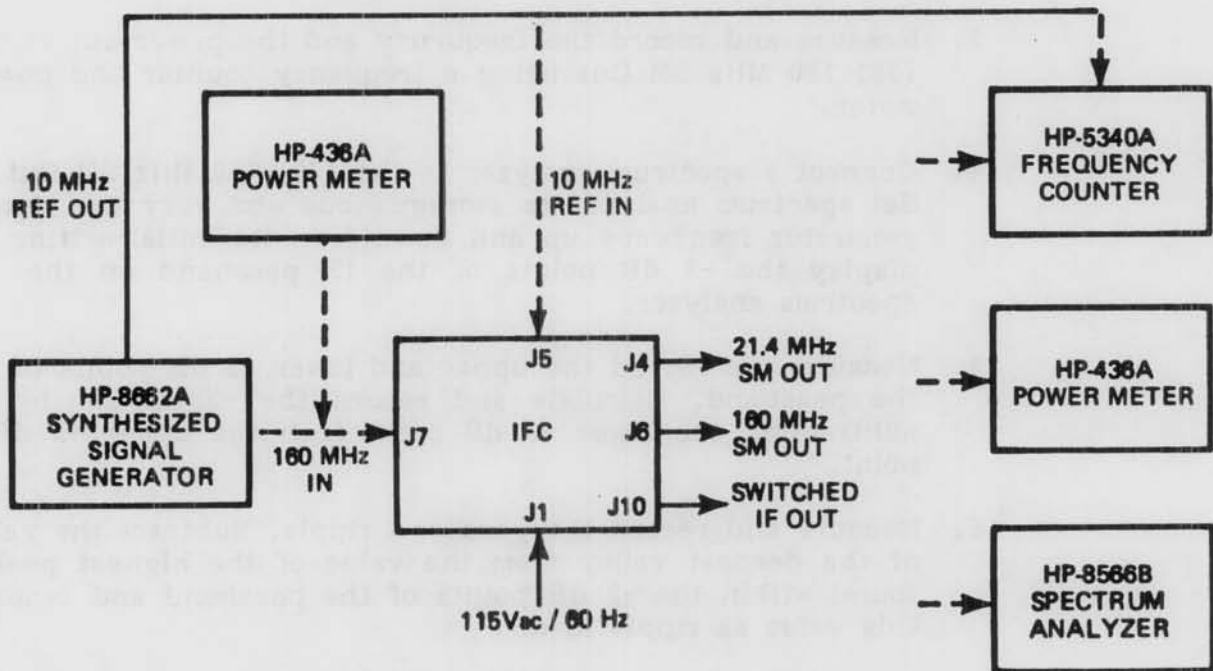 HP-436A
POWER METER
HP-5340A
FREQUENCY
COUNTER
10 MHz
REF OUT
10 MHz
REF IN
HP-8662A
SYNTHESIZED
SIGNAL
GENERATOR
160 MHz
IN
J7
J5
IFC
J1
J4
J6
J10
21.4 MHz
SM OUT
160 MHz
SM OUT
SWITCHED
IF OUT
HP-436A
POWER METER
115Vac / 60 Hz
HP-8566B
SPECTRUM
ANALYZER